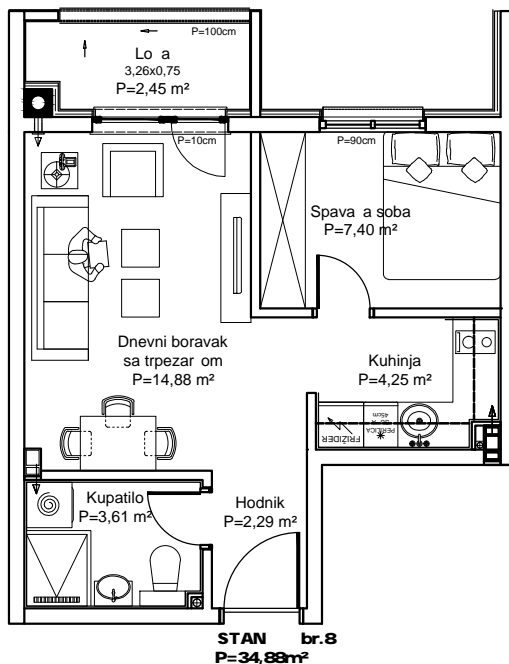 P=100cm
Lo a
3,26x0,75
P=2,45 m²
P=10cm
P=90cm
Spava a soba
P=7,40 m²
Dnevni boravak
sa trpezar om
P=14,88 m²
Kuhinja
P=4,25 m²
FRIŽIDER
PERILICA
45cm
Kupatilo
P=3,61 m²
Hodnik
P=2,29 m²
STAN br.8
P=34,88m²